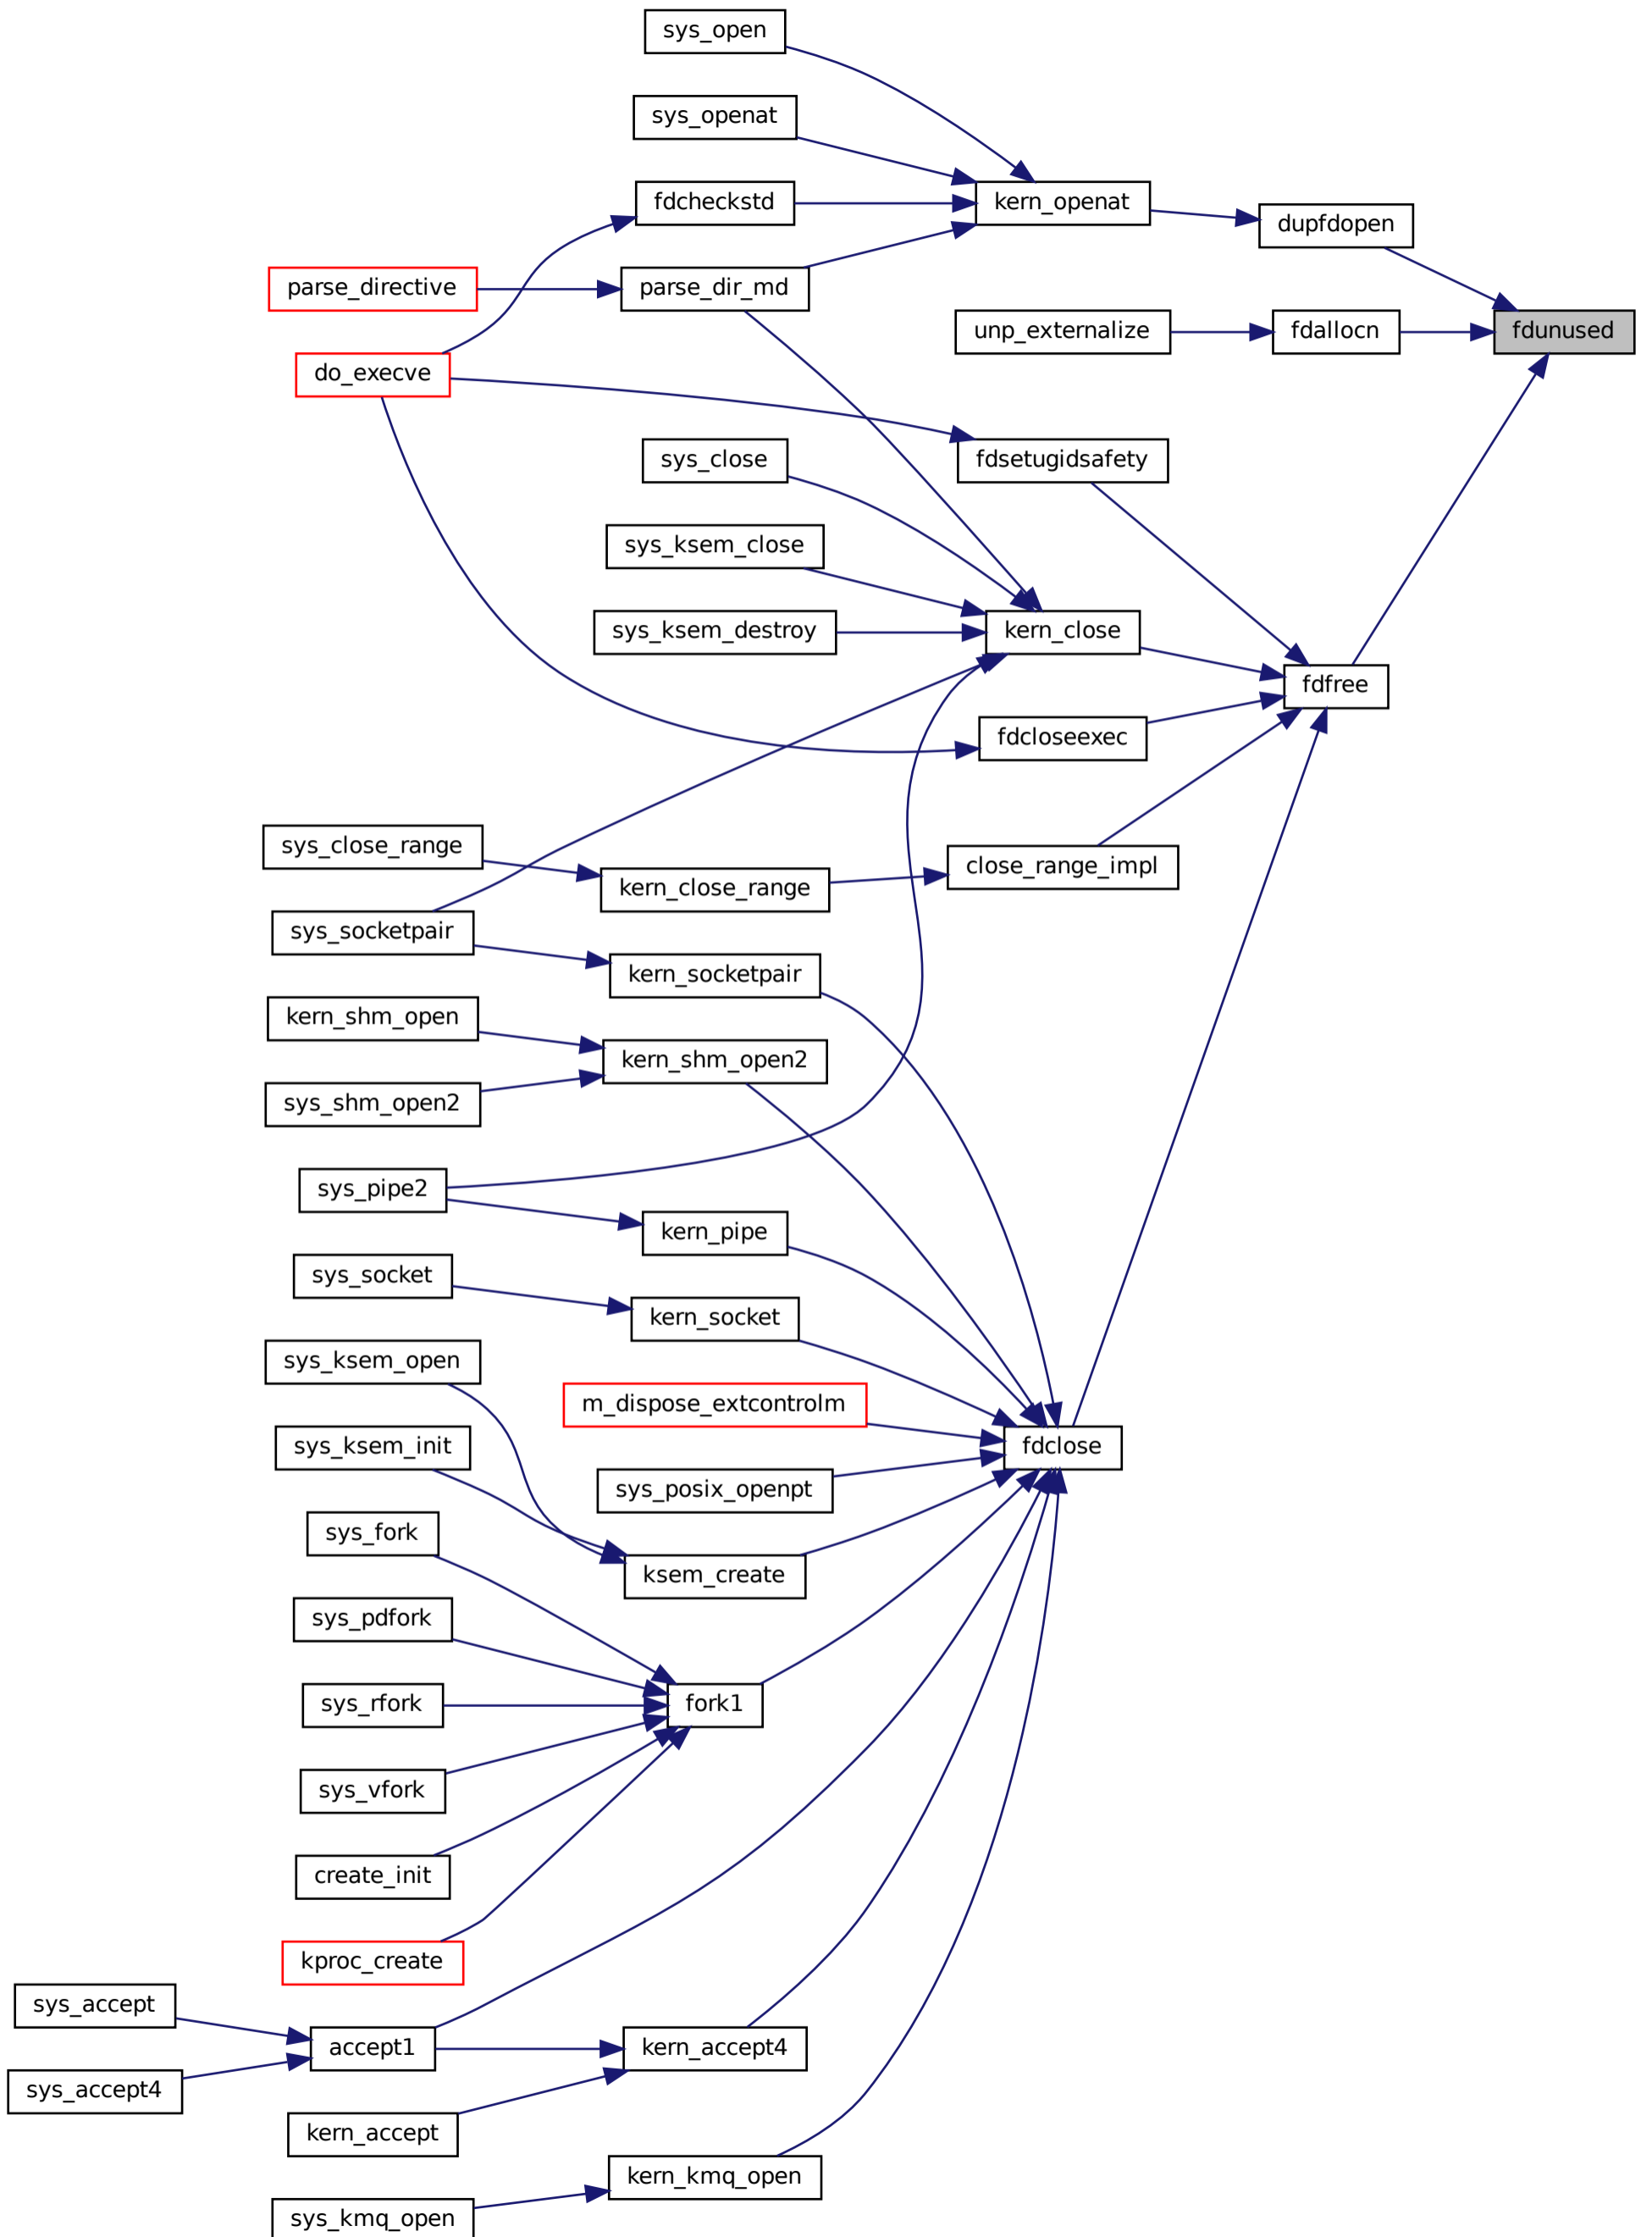 sys_open
sys_openat
fdcheckstd
kern_openat
dupfdopen
parse_directive
parse_dir_md
unp_externalize
fdallocn
fdunused
do_execve
sys_close
fdsetugidsafety
sys_ksem_close
sys_ksem_destroy
kern_close
fdfree
fdcloseexec
sys_close_range
kern_close_range
close_range_impl
sys_socketpair
kern_socketpair
kern_shm_open
kern_shm_open2
sys_shm_open2
sys_pipe2
kern_pipe
sys_socket
kern_socket
sys_ksem_open
m_dispose_extcontrolm
sys_ksem_init
fdclose
sys_posix_openpt
sys_fork
ksem_create
sys_pdfork
sys_rfork
fork1
sys_vfork
create_init
kproc_create
sys_accept
accept1
kern_accept4
sys_accept4
kern_accept
kern_kmq_open
sys_kmq_open